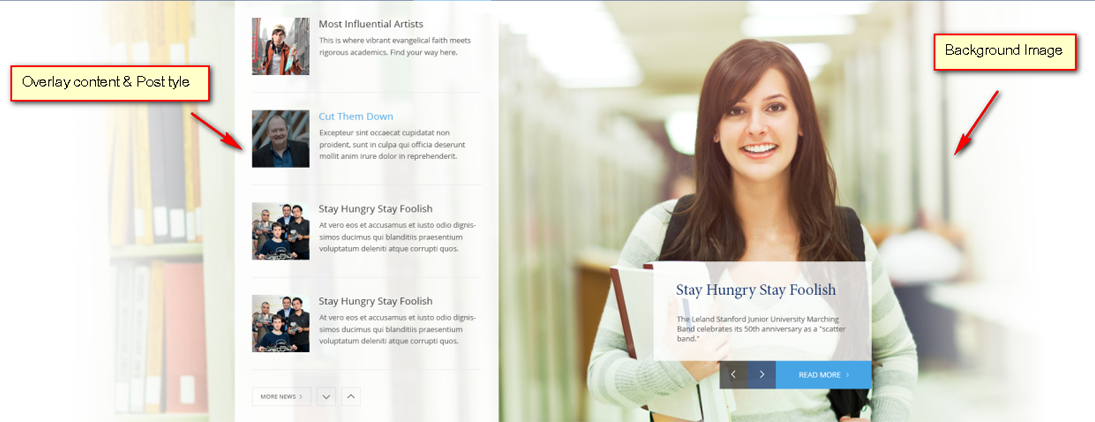 Most Influential Artists
This is where vibrant evangelical faith meets
rigorous academics. Find your way here.
Background Image
Overlay content & Post tyle
Cut Them Down
Excepteur sint occaecat cupidatat non
proident, sunt in culpa qui officia deserunt
mollit anim irure dolor in reprehenderit.
Stay Hungry Stay Foolish
At vero eos et accusamus et iusto odio dignis-
simos ducimus qui blanditiis praesentium
voluptatum deleniti atque corrupti quos.
Stay Hungry Stay Foolish
At vero eos et accusamus et iusto odio dignis-
simos ducimus qui blanditiis praesentium
voluptatum deleniti atque corrupti quos.
MORE NEWS
Stay Hungry Stay Foolish
The Leland Stanford Junior University Marching
Band celebrates its 50th anniversary as a "scatter
band."
READ MORE